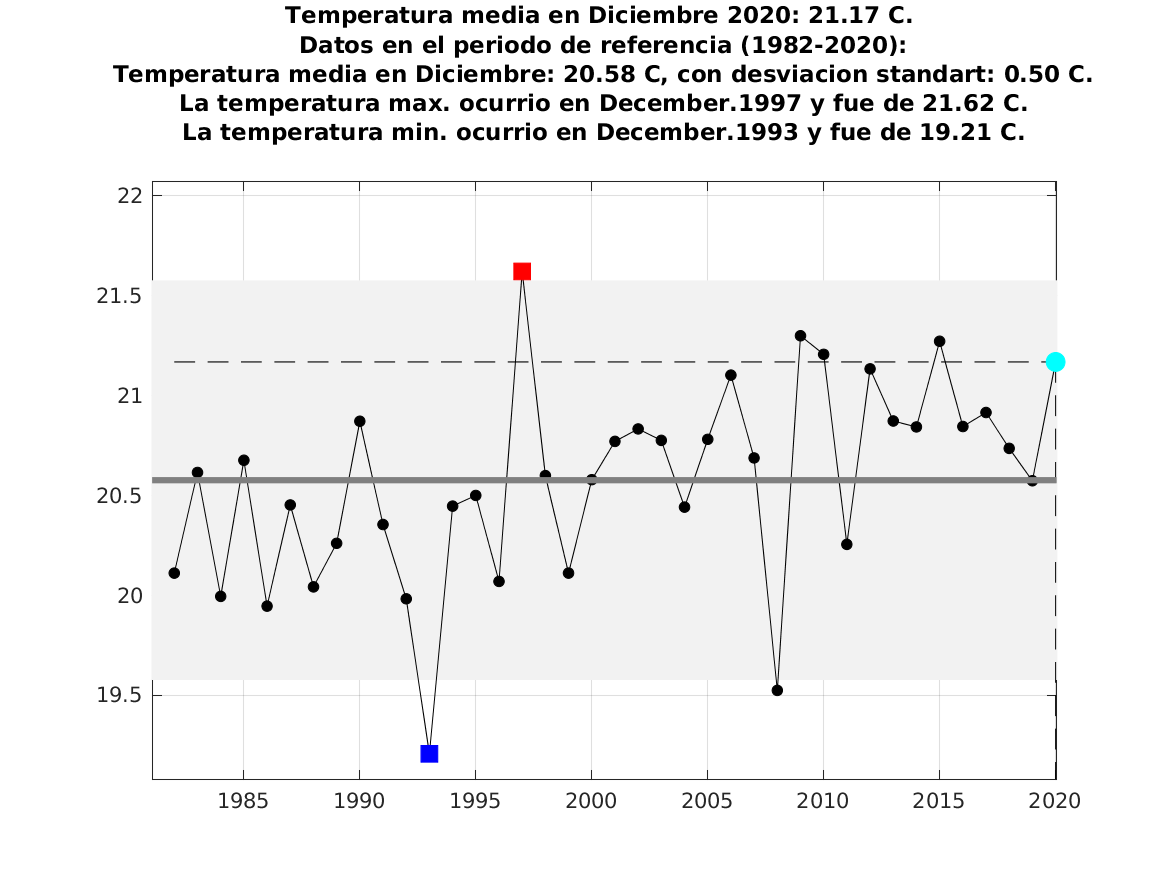 Temperatura media en Diciembre 2020: 21.17 C.
Datos en el periodo de referencia (1982-2020):
Temperatura media en Diciembre: 20.58 C, con desviacion standart: 0.50 C.
La temperatura max. ocurrio en December.1997 y fue de 21.62 C.
La temperatura min. ocurrio en December.1993 y fue de 19.21 C.
22
21.5
21
20.5
20
19.5
1985 1990 1995 2000 2005 2010 2015 2020